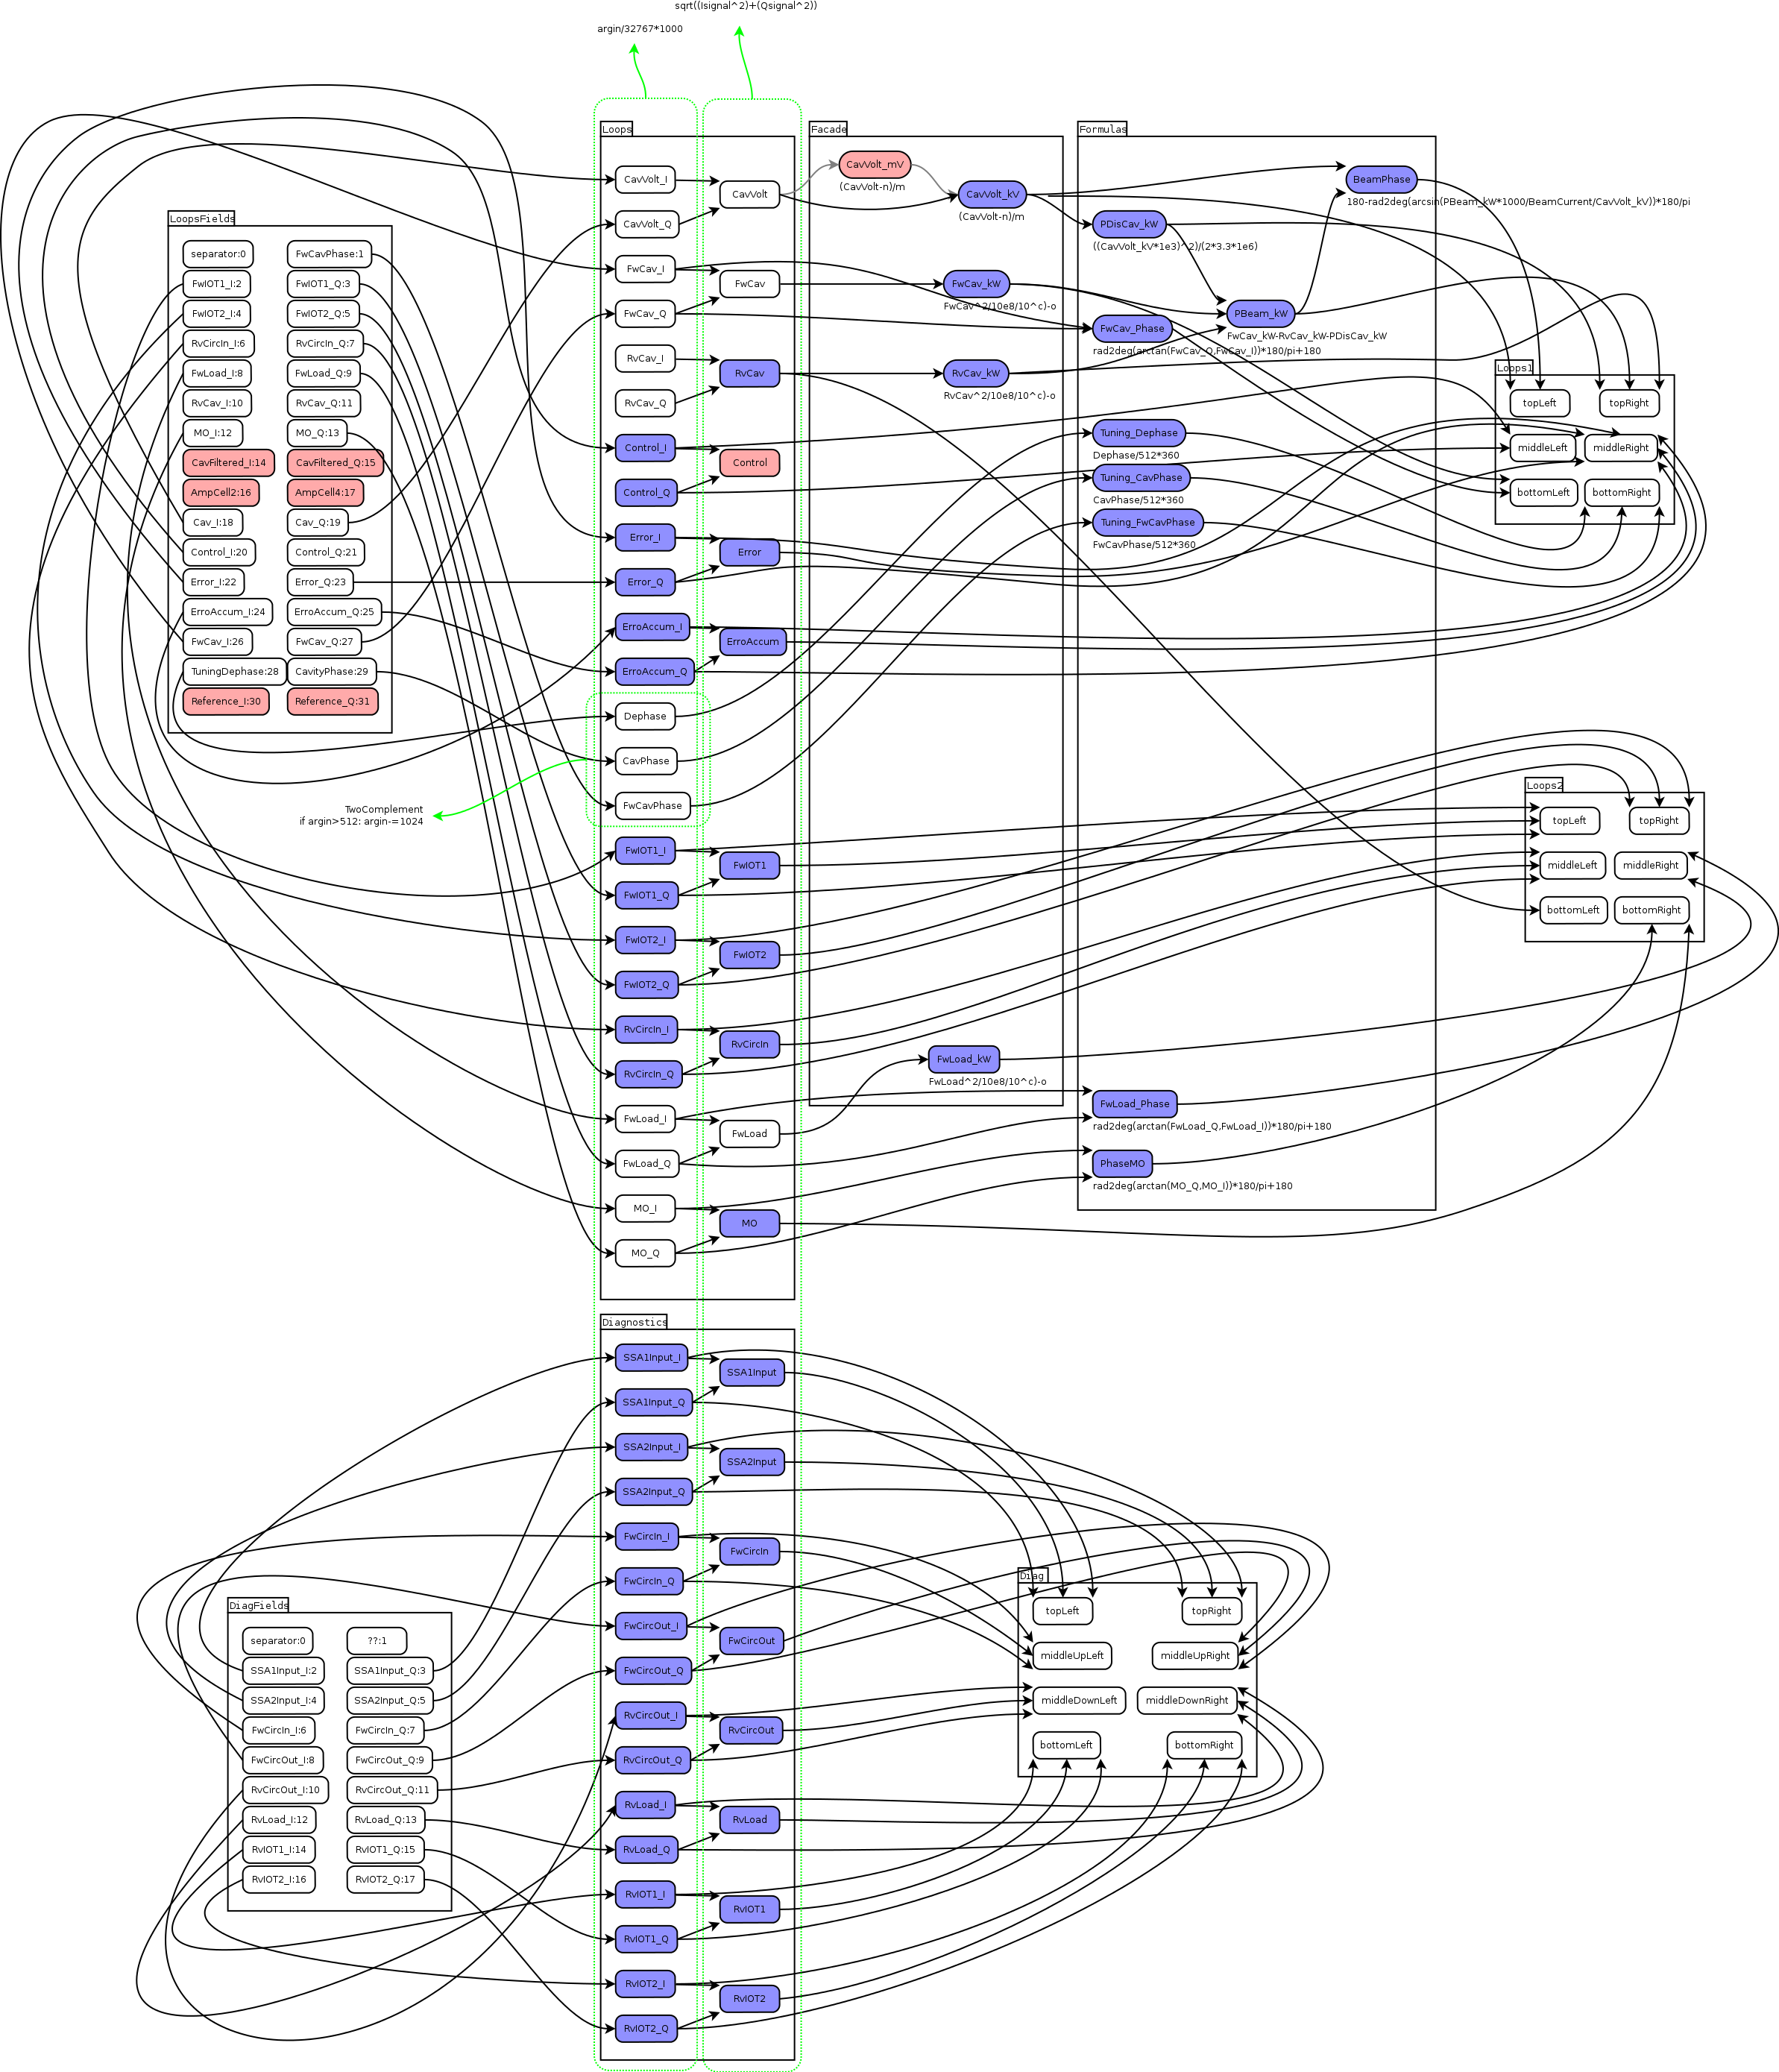 sqrt((Isignal^2)+(Qsignal^2))
argin/32767*1000
LoopsFields
separator:0
FwCavPhase:1
FwIOT1_I:2
FwIOT1_Q:3
FwIOT2_I:4
FwIOT2_Q:5
RvCircIn_I:6
RvCircIn_Q:7
FwLoad_I:8
FwLoad_Q:9
RvCav_I:10
RvCav_Q:11
MO_I:12
MO_Q:13
CavFiltered_I:14
CavFiltered_Q:15
AmpCell2:16
AmpCell4:17
Cav_I:18
Cav_Q:19
Control_I:20
Control_Q:21
Error_I:22
Error_Q:23
ErroAccum_I:24
ErroAccum_Q:25
FwCav_I:26
FwCav_Q:27
TuningDephase:28
CavityPhase:29
Reference_I:30
Reference_Q:31
TwoComplement
if argin>512: argin-=1024
Loops
CavVolt_I
CavVolt
CavVolt_Q
FwCav_I
FwCav
FwCav_Q
RvCav_I
RvCav
RvCav_Q
Control_I
Control
Control_Q
Error_I
Error
Error_Q
ErroAccum_I
ErroAccum
ErroAccum_Q
Dephase
CavPhase
FwCavPhase
FwIOT1_I
FwIOT1
FwIOT1_Q
FwIOT2_I
FwIOT2
FwIOT2_Q
RvCircIn_I
RvCircIn
RvCircIn_Q
FwLoad_I
FwLoad
FwLoad_Q
MO_I
MO
MO_Q
Facade
CavVolt_mV
(CavVolt-n)/m
CavVolt_kV
(CavVolt-n)/m
FwCav_kW
FwCav^2/10e8/10^c)-o
RvCav_kW
RvCav^2/10e8/10^c)-o
FwLoad_kW
FwLoad^2/10e8/10^c)-o
Formulas
BeamPhase
180-rad2deg(arcsin(PBeam_kW*1000/BeamCurrent/CavVolt_kV))*180/pi
PDisCav_kW
((CavVolt_kV*1e3)^2)/(2*3.3*1e6)
PBeam_kW
FwCav_kW-RvCav_kW-PDisCav_kW
FwCav_Phase
rad2deg(arctan(FwCav_Q,FwCav_I))*180/pi+180
Tuning_Dephase
Dephase/512*360
Tuning_CavPhase
CavPhase/512*360
Tuning_FwCavPhase
FwCavPhase/512*360
FwLoad_Phase
rad2deg(arctan(FwLoad_Q,FwLoad_I))*180/pi+180
PhaseMO
rad2deg(arctan(MO_Q,MO_I))*180/pi+180
Loops1
topLeft
topRight
middleLeft
middleRight
bottomLeft
bottomRight
Loops2
topLeft
topRight
middleLeft
middleRight
bottomLeft
bottomRight
DiagFields
separator:0
??:1
SSA1Input_I:2
SSA1Input_Q:3
SSA2Input_I:4
SSA2Input_Q:5
FwCircIn_I:6
FwCircIn_Q:7
FwCircOut_I:8
FwCircOut_Q:9
RvCircOut_I:10
RvCircOut_Q:11
RvLoad_I:12
RvLoad_Q:13
RvIOT1_I:14
RvIOT1_Q:15
RvIOT2_I:16
RvIOT2_Q:17
Diagnostics
SSA1Input_I
SSA1Input
SSA1Input_Q
SSA2Input_I
SSA2Input
SSA2Input_Q
FwCircIn_I
FwCircIn
FwCircIn_Q
FwCircOut_I
FwCircOut
FwCircOut_Q
RvCircOut_I
RvCircOut
RvCircOut_Q
RvLoad_I
RvLoad
RvLoad_Q
RvIOT1_I
RvIOT1
RvIOT1_Q
RvIOT2_I
RvIOT2
RvIOT2_Q
Diag
topLeft
topRight
middleUpLeft
middleUpRight
middleDownLeft
middleDownRight
bottomLeft
bottomRight